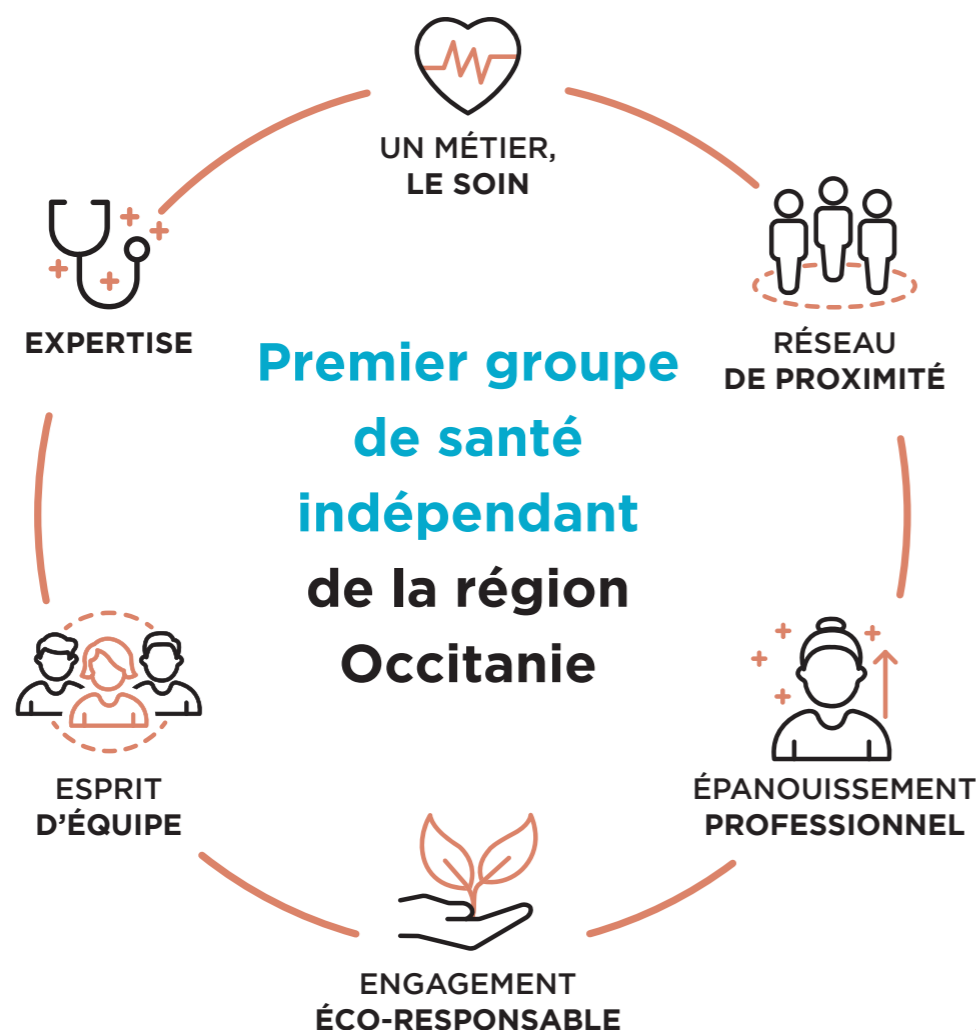 UN MÉTIER,
LE SOIN
EXPERTISE
RÉSEAU
DE PROXIMITÉ
Premier groupe
de santé
indépendant
de la région
Occitanie
ESPRIT
D’ÉQUIPE
ÉPANOUISSEMENT
PROFESSIONNEL
ENGAGEMENT
ÉCO-RESPONSABLE